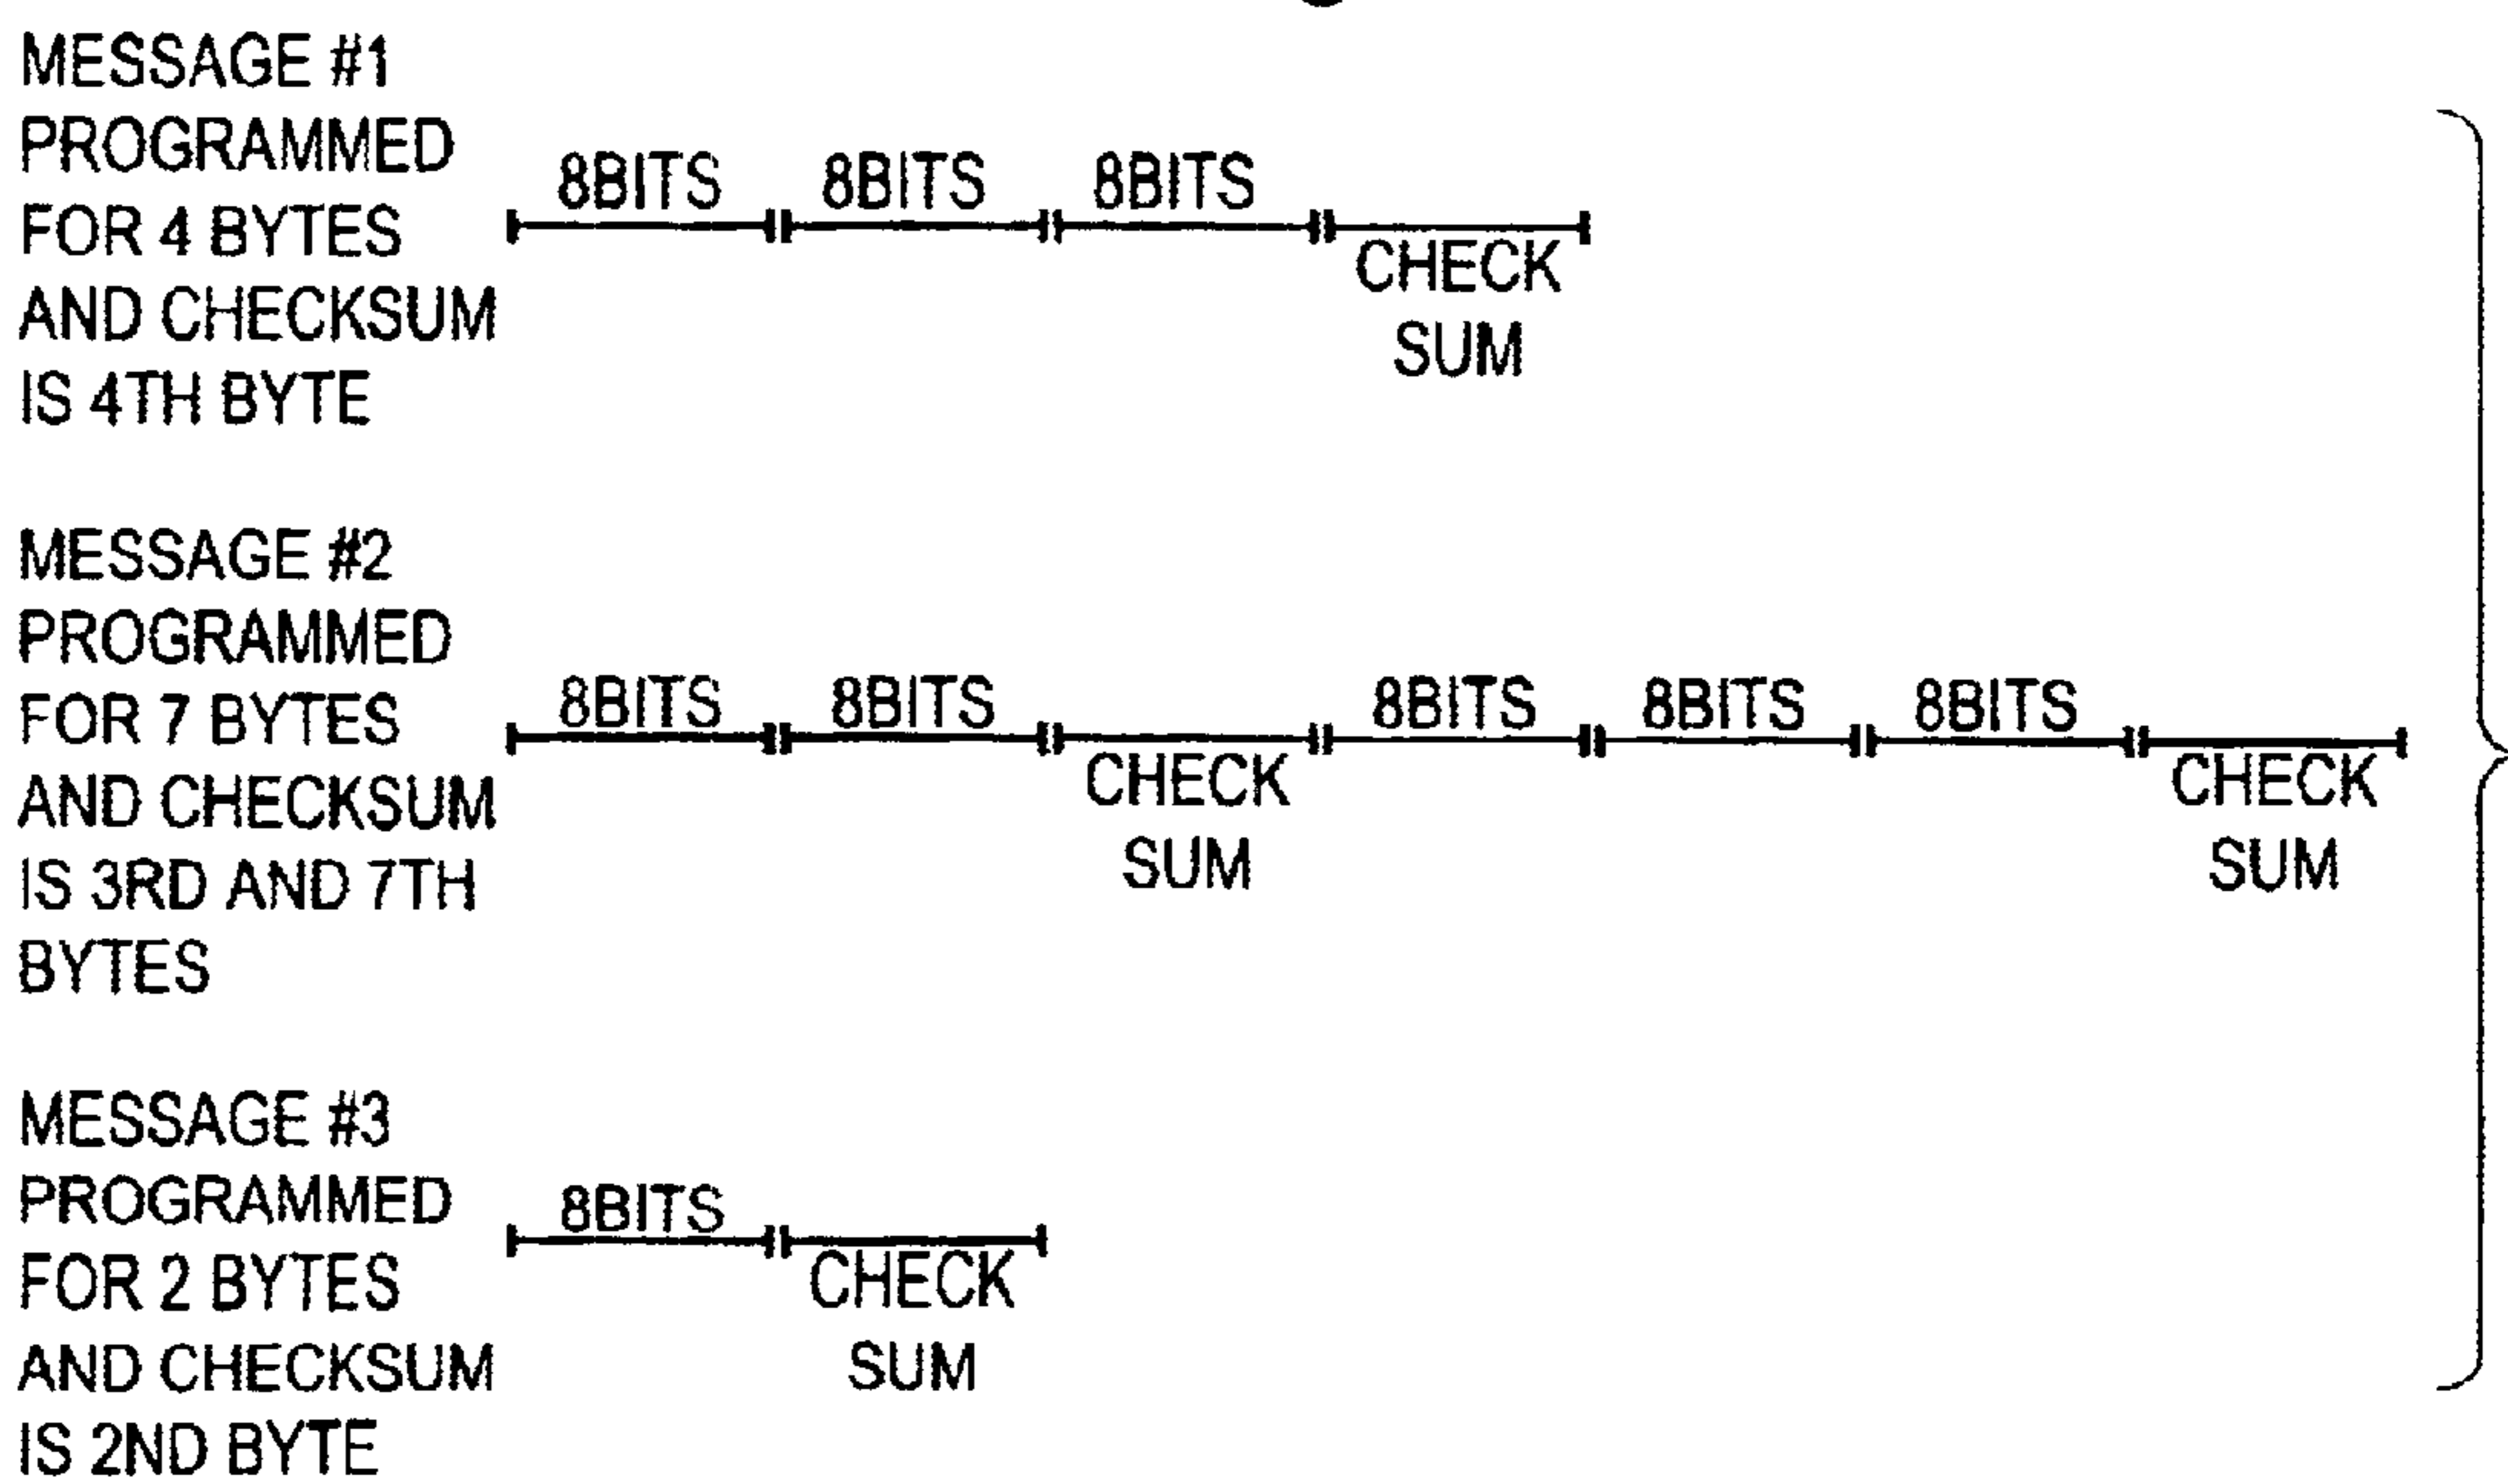 MESSAGE #1
PROGRAMMED
FOR 4 BYTES
AND CHECKSUM
IS 4TH BYTE
8BITS 8BITS 8BITS
CHECK
SUM
MESSAGE #2
PROGRAMMED
FOR 7 BYTES
AND CHECKSUM
IS 3RD AND 7TH
BYTES
8BITS 8BITS 8BITS 8BITS 8BITS
CHECK CHECK
SUM SUM
MESSAGE #3
PROGRAMMED
FOR 2 BYTES
AND CHECKSUM
IS 2ND BYTE
8BITS
CHECK
SUM